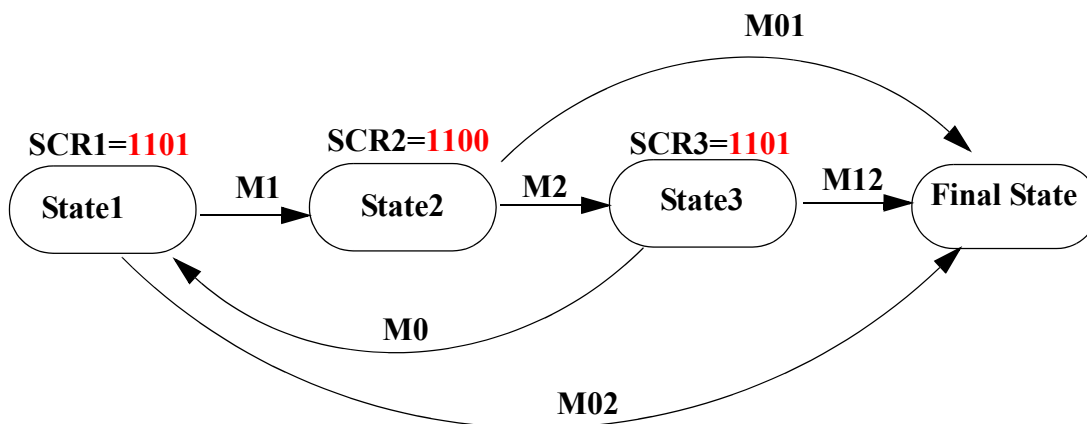 M01
SCR1=1101
SCR2=1100
SCR3=1101
State1
M1
State2
M2
State3
M12
Final State
M0
M02